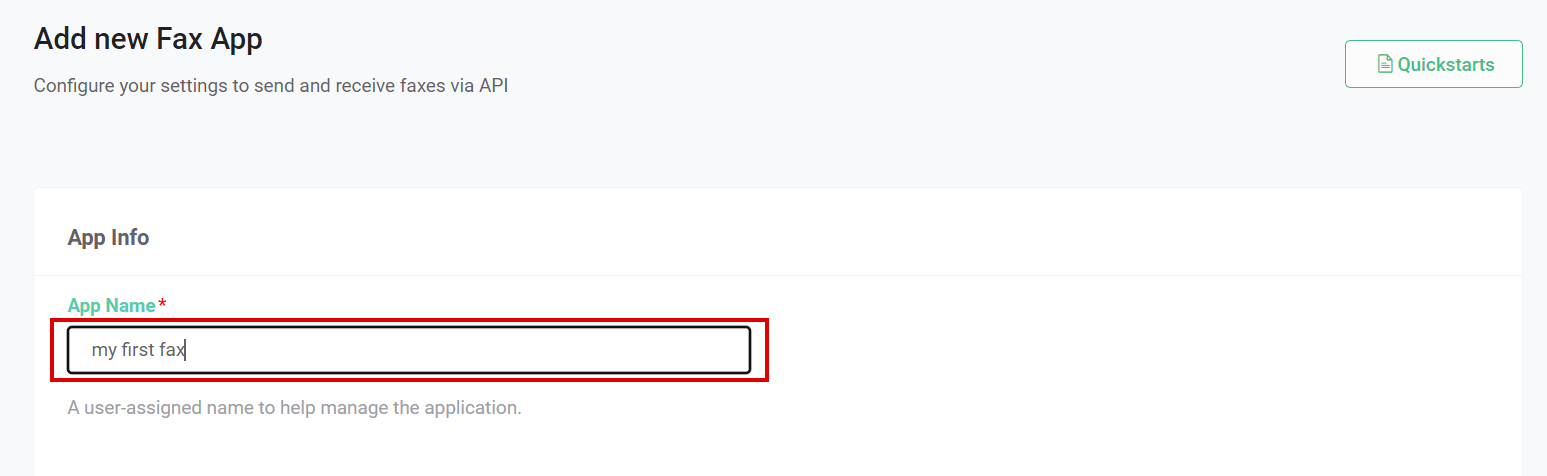 Add new Fax App
Configure your settings to send and receive faxes via API
Quickstarts
App Info
App Name*
my first fax
A user-assigned name to help manage the application.